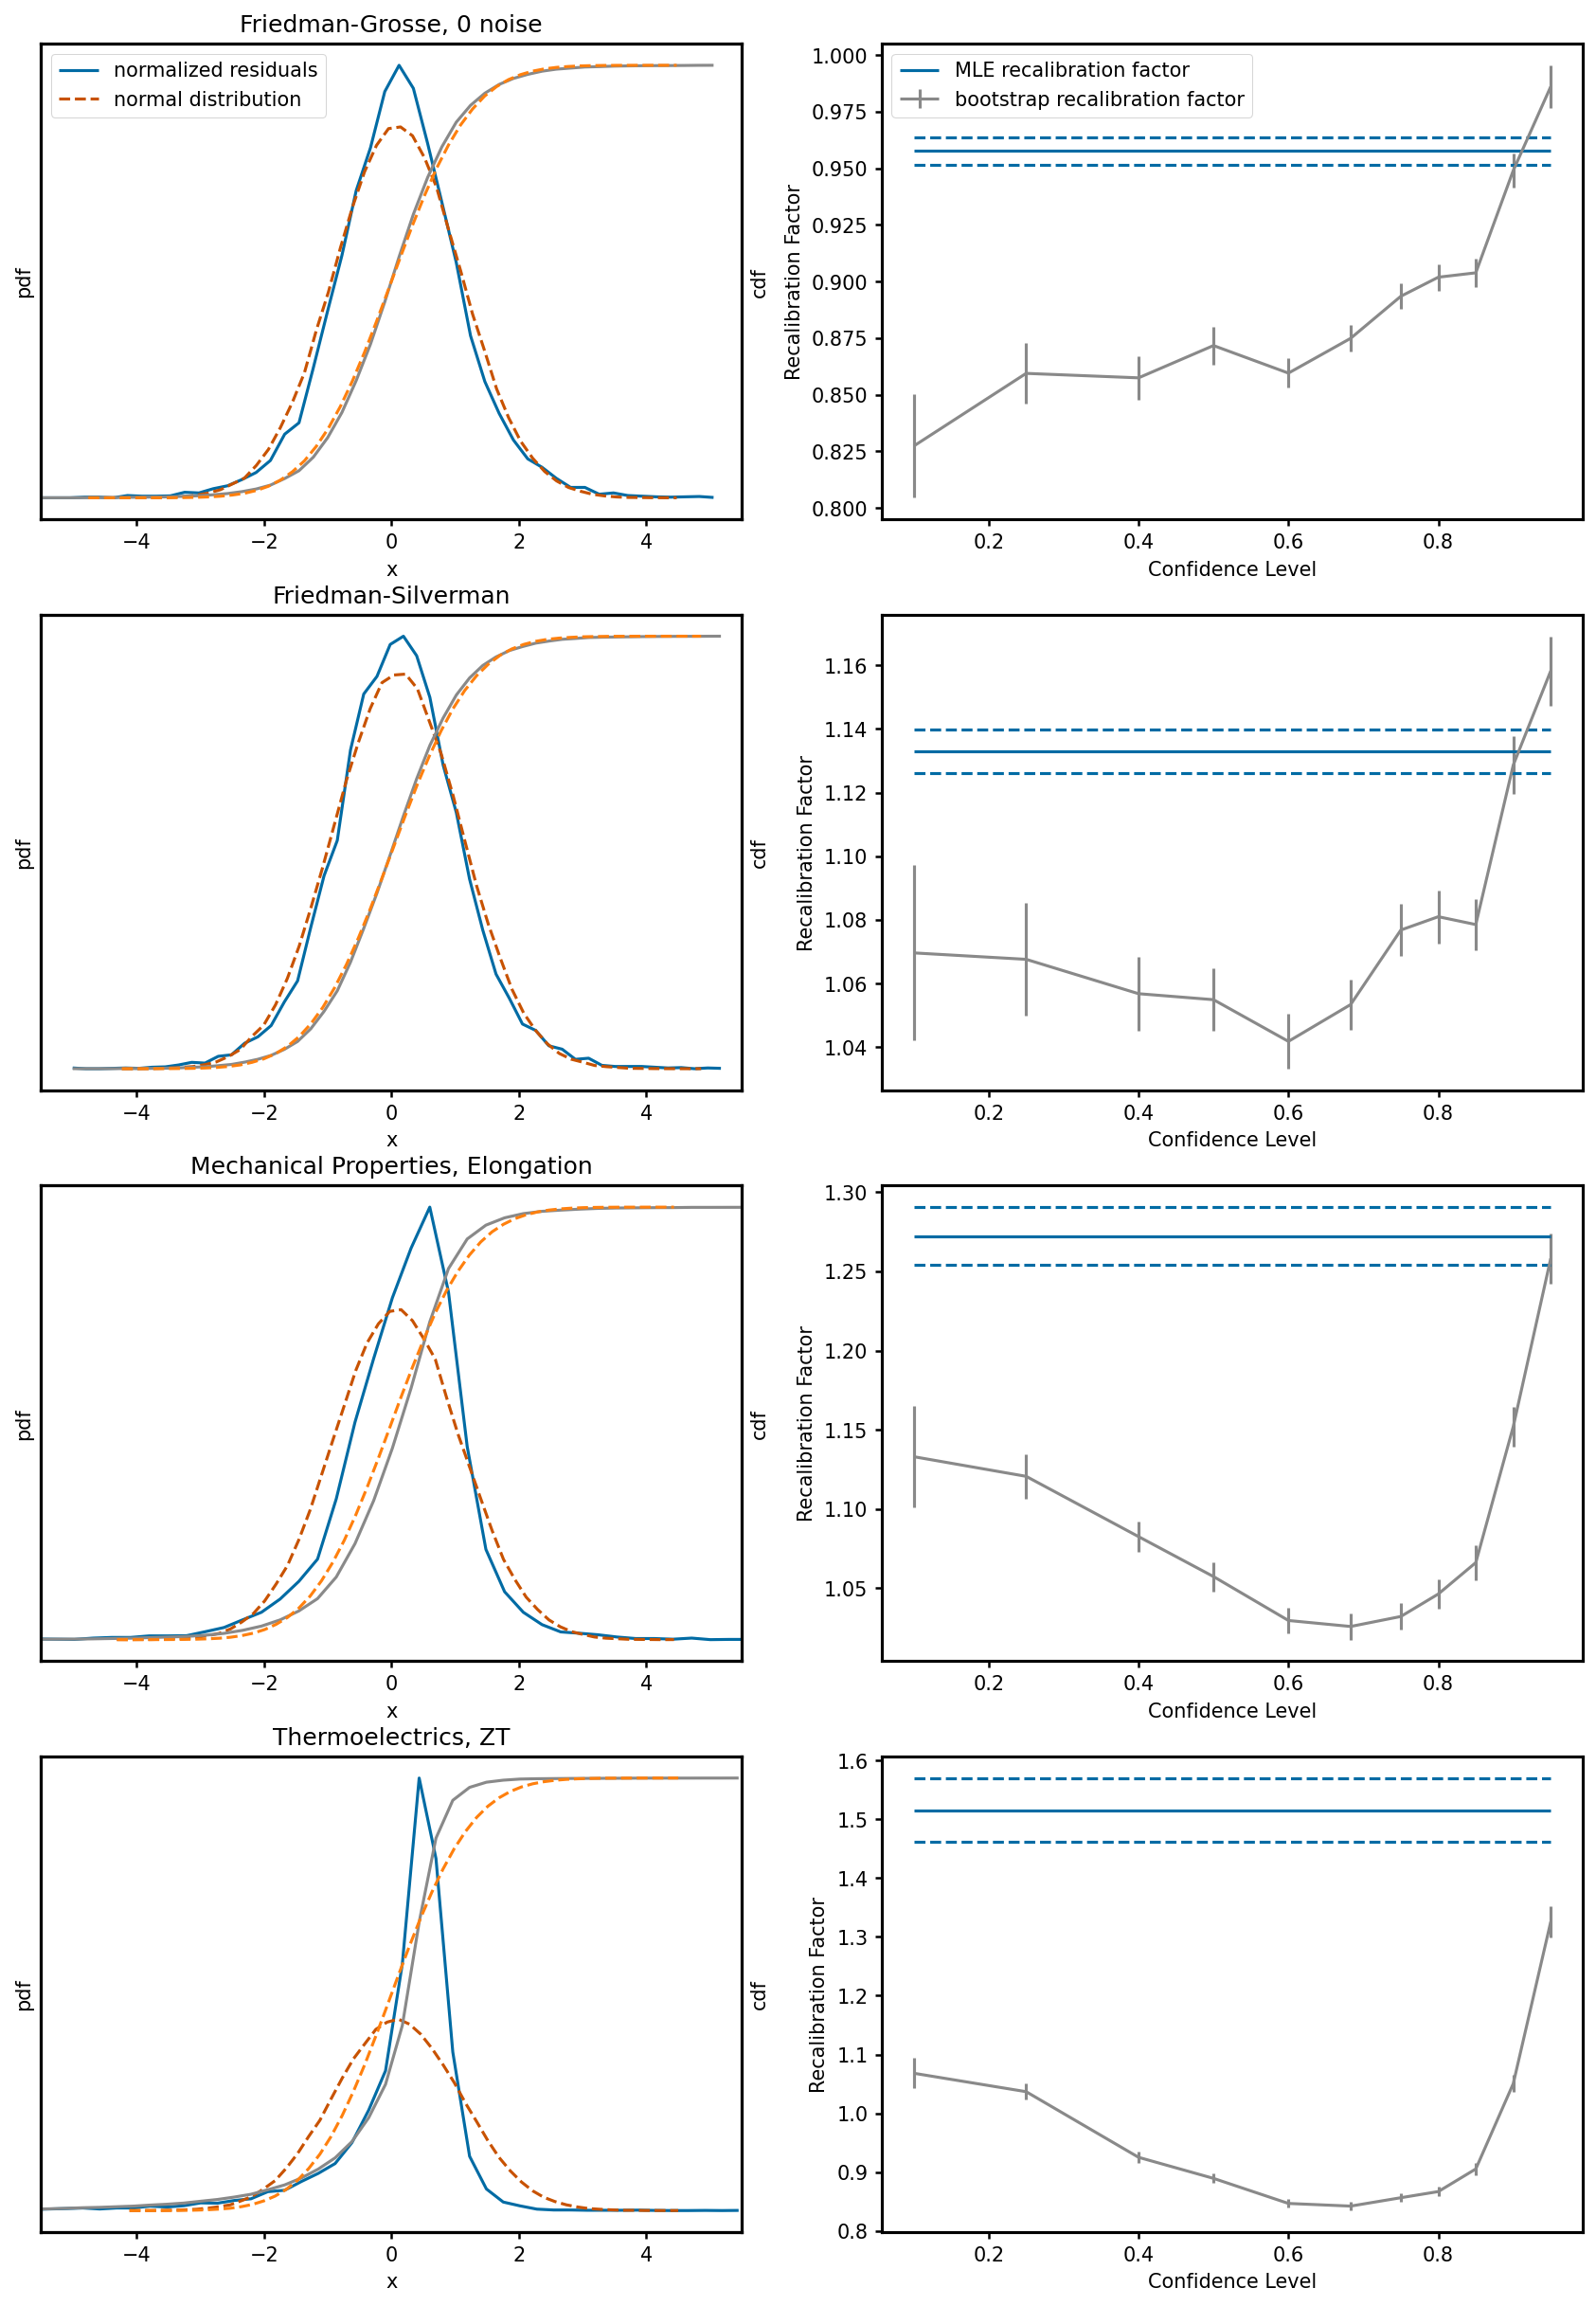 Friedman-Grosse, 0 noise
normalized residuals
normal distribution
pdf
cdf
−4 −2 0 2 4
x
MLE recalibration factor
bootstrap recalibration factor
1.000
0.975
0.950
0.925
0.900
0.875
0.850
0.825
0.800
Recalibration Factor
0.2 0.4 0.6 0.8
Confidence Level
Friedman-Silverman
pdf
cdf
−4 −2 0 2 4
x
1.16
1.14
1.12
1.10
1.08
1.06
1.04
Recalibration Factor
0.2 0.4 0.6 0.8
Confidence Level
Mechanical Properties, Elongation
pdf
cdf
−4 −2 0 2 4
x
1.30
1.25
1.20
1.15
1.10
1.05
Recalibration Factor
0.2 0.4 0.6 0.8
Confidence Level
Thermoelectrics, ZT
pdf
cdf
−4 −2 0 2 4
x
1.6
1.5
1.4
1.3
1.2
1.1
1.0
0.9
0.8
Recalibration Factor
0.2 0.4 0.6 0.8
Confidence Level